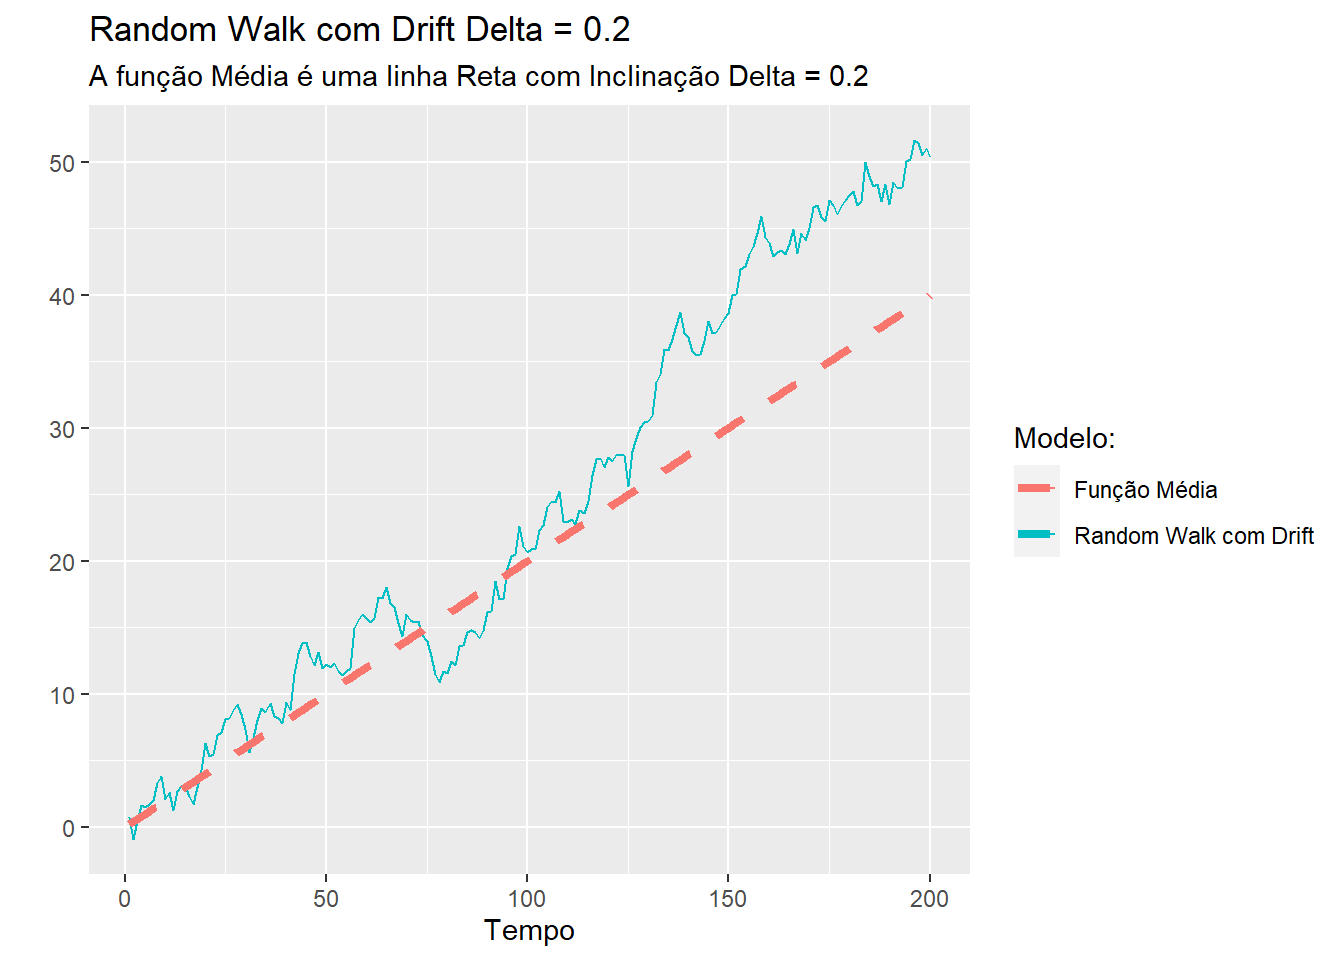 Random Walk com Drift Delta = 0.2
A função Média é uma linha Reta com Inclinação Delta = 0.2
50
40
30
20
10
0
0 50 100 150 200
Tempo
Modelo:
Função Média
Random Walk com Drift